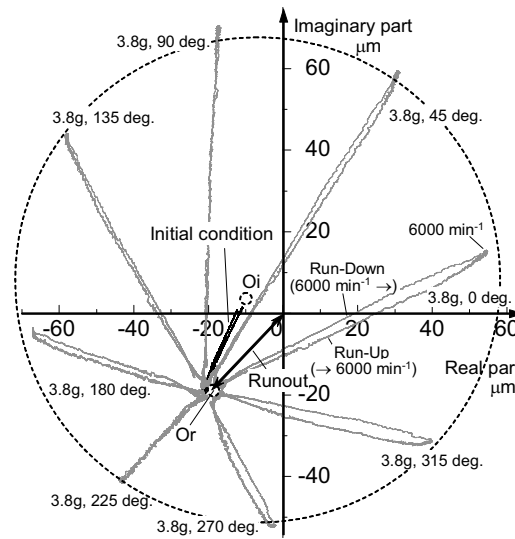 Imaginary part
μm
3.8g, 90 deg.
60
3.8g, 135 deg.
3.8g, 45 deg.
40
Initial condition
20
6000 min-1
Oi
Run-Down
(6000 min-1 →)
3.8g, 0 deg.
-60
-40
-20
0
20
40
60
Run-Up
(→ 6000 min-1)
Real part
μm
Runout
3.8g, 180 deg.
-20
Or
3.8g, 315 deg.
-40
3.8g, 225 deg.
3.8g, 270 deg.